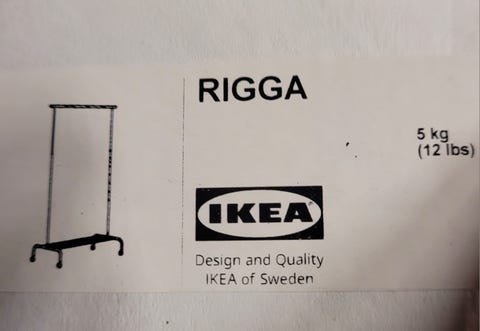 RIGGA
5 kg
(12 lbs)
IKEA
Design and Quality
IKEA of Sweden